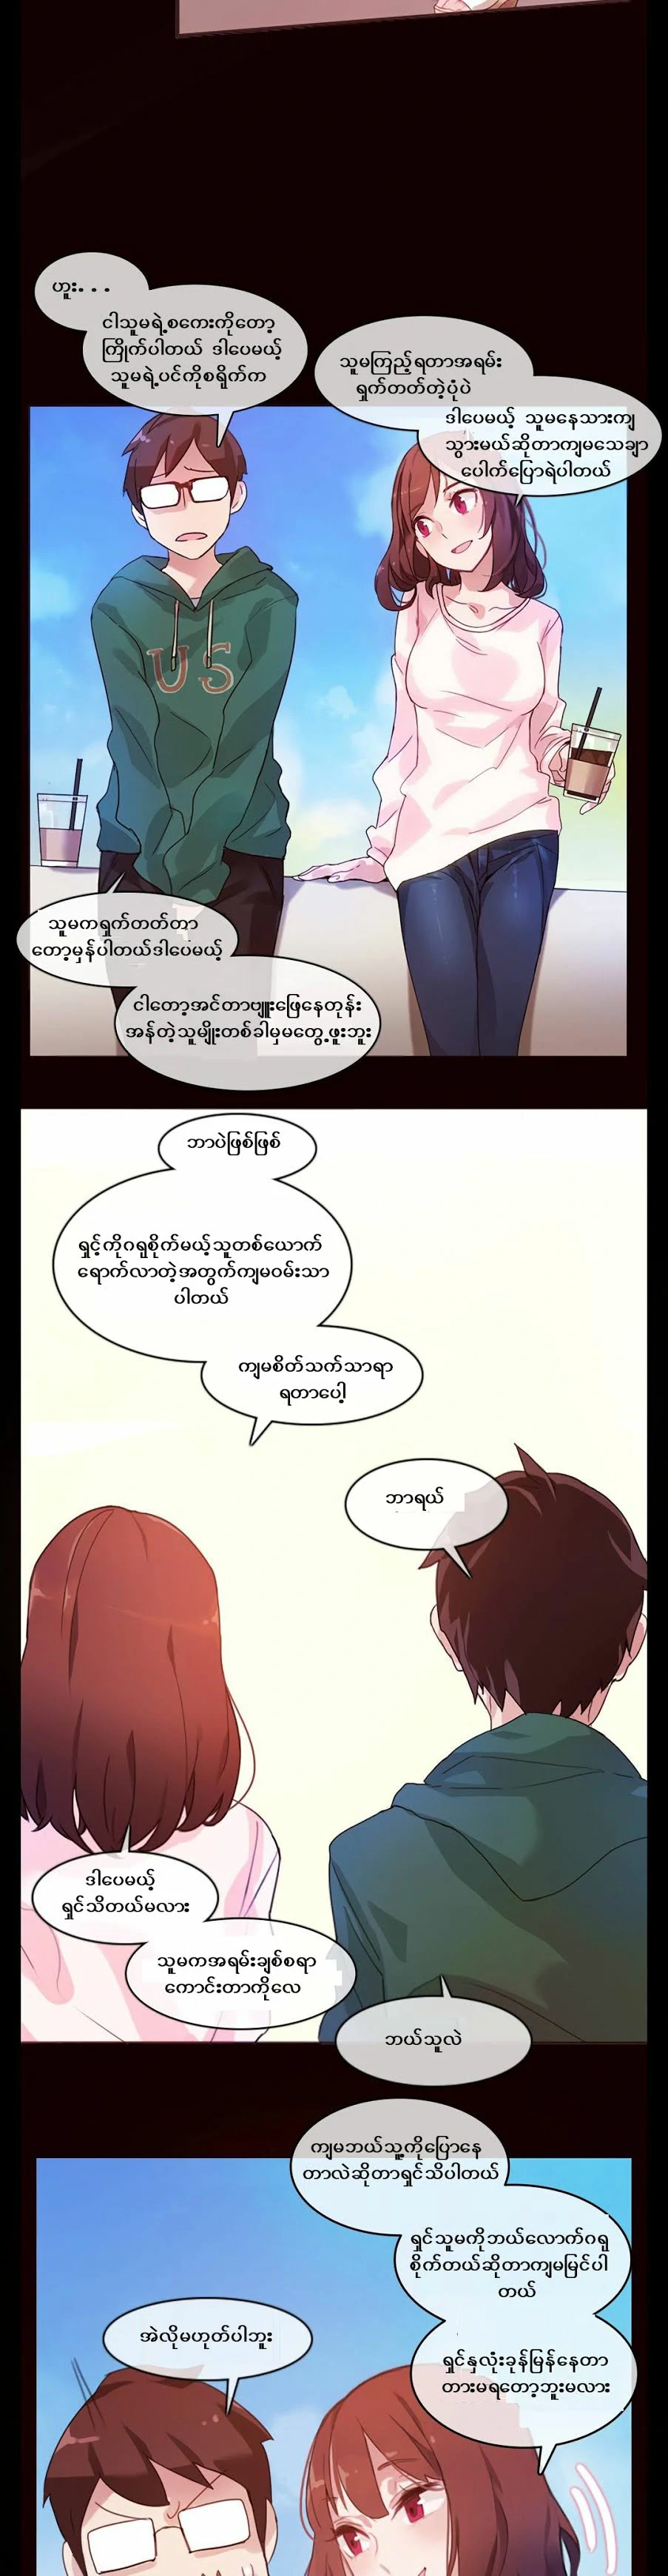 ဟူး...
ငါသူမရဲ့စကေးကိုတော့
ကြိုက်ပါတယ် ဒါပေမယ့်
သူမရဲ့ပင်ကိုစရိုက်က
သူမကြည့်ရတာအရမ်း
ရှက်တတ်တဲ့ပုံပဲ
ဒါပေမယ့် သူမနေသားကျ
သွားမယ်ဆိုတာကျမသေချာ
ပေါက်ပြောရဲပါတယ်
US
သူမကရှက်တတ်တာ
တော့မှန်ပါတယ်ဒါပေမယ့်
ငါတော့အင်တာဗျူးဖြေနေတုန်း
အန်တဲ့သူမျိုးတစ်ခါမှမတွေ့ဖူးဘူး
ဘာပဲဖြစ်ဖြစ်
ရှင့်ကိုဂရုစိုက်မယ့်သူတစ်ယောက်
ရောက်လာတဲ့အတွက်ကျမဝမ်းသာ
ပါတယ်
ကျမစိတ်သက်သာရာ
ရတာပေါ့
ဘာရယ်
ဒါပေမယ့်
ရှင်သိတယ်မလား
သူမကအရမ်းချစ်စရာ
ကောင်းတာကိုလေ
ဘယ်သူလဲ
ကျမဘယ်သူ့ကိုပြောနေ
တာလဲဆိုတာရှင်သိပါတယ်
ရှင်သူမကိုဘယ်လောက်ဂရု
စိုက်တယ်ဆိုတာကျမမြင်ပါ
တယ်
အဲလိုမဟုတ်ပါဘူး
ရှင်နှလုံးခုန်မြန်နေတာ
တားမရတော့ဘူးမလား